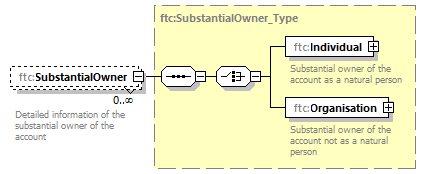 ftc:SubstantialOwner_Type
ftc:Individual
Substantial owner of the
account as a natural person
ftc:SubstantialOwner
0..∞
Detailed information of the
substantial owner of the
account
ftc:Organisation
Substantial owner of the
account not as a natural
person